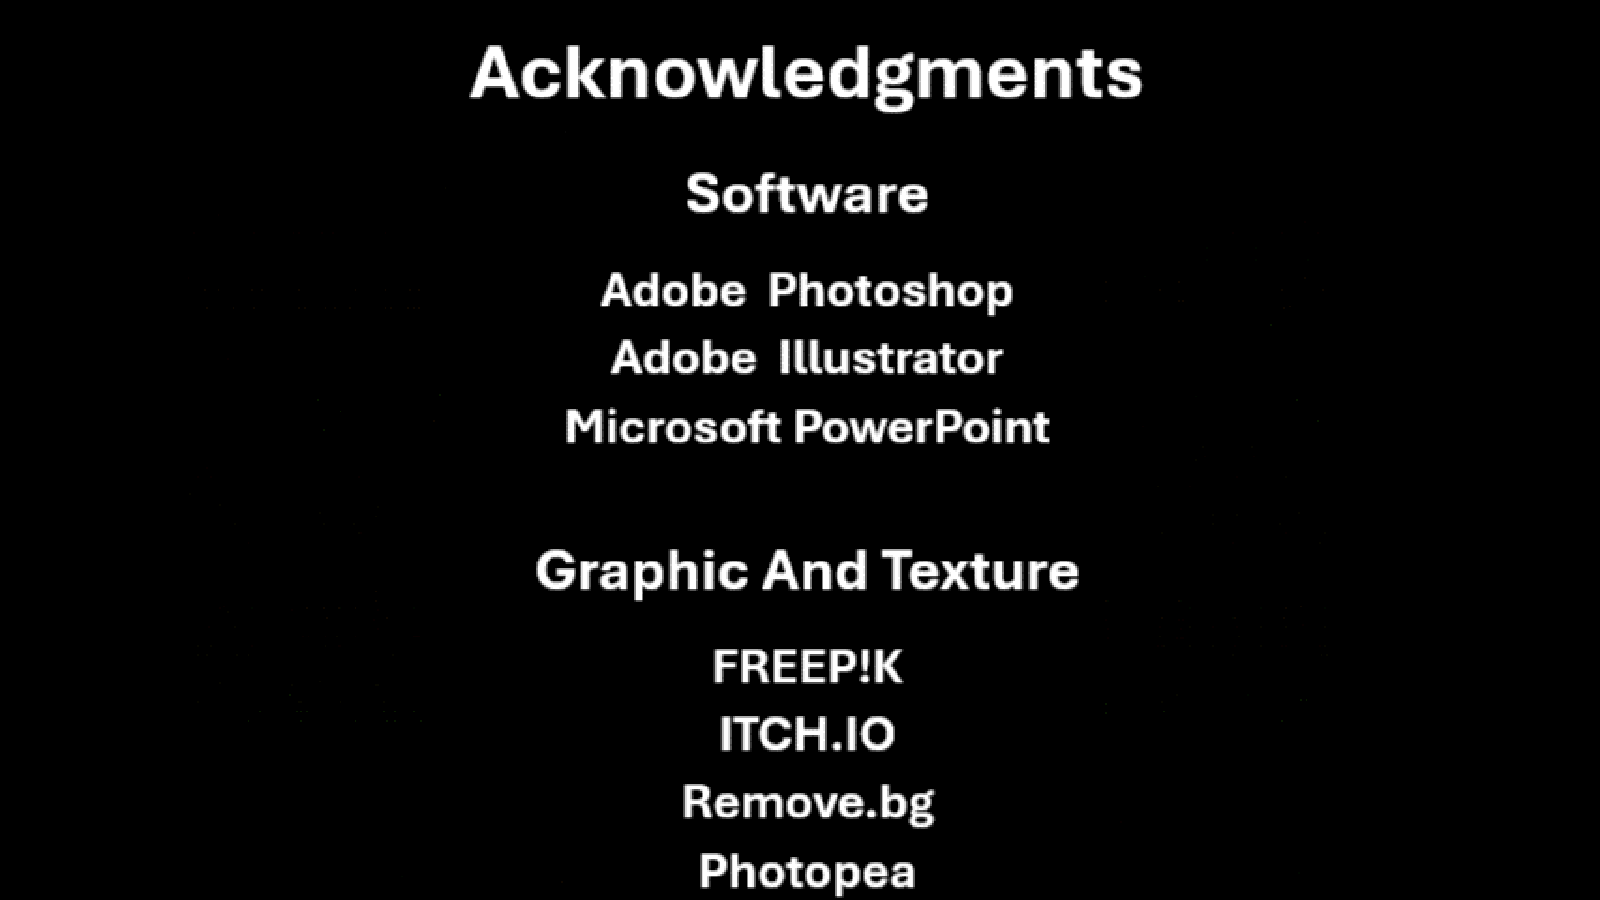 Acknowledgments
Software
Adobe Photoshop
Adobe Illustrator
Microsoft PowerPoint
Graphic And Texture
FREEP!K
ITCH.IO
Remove.bg
Photopea